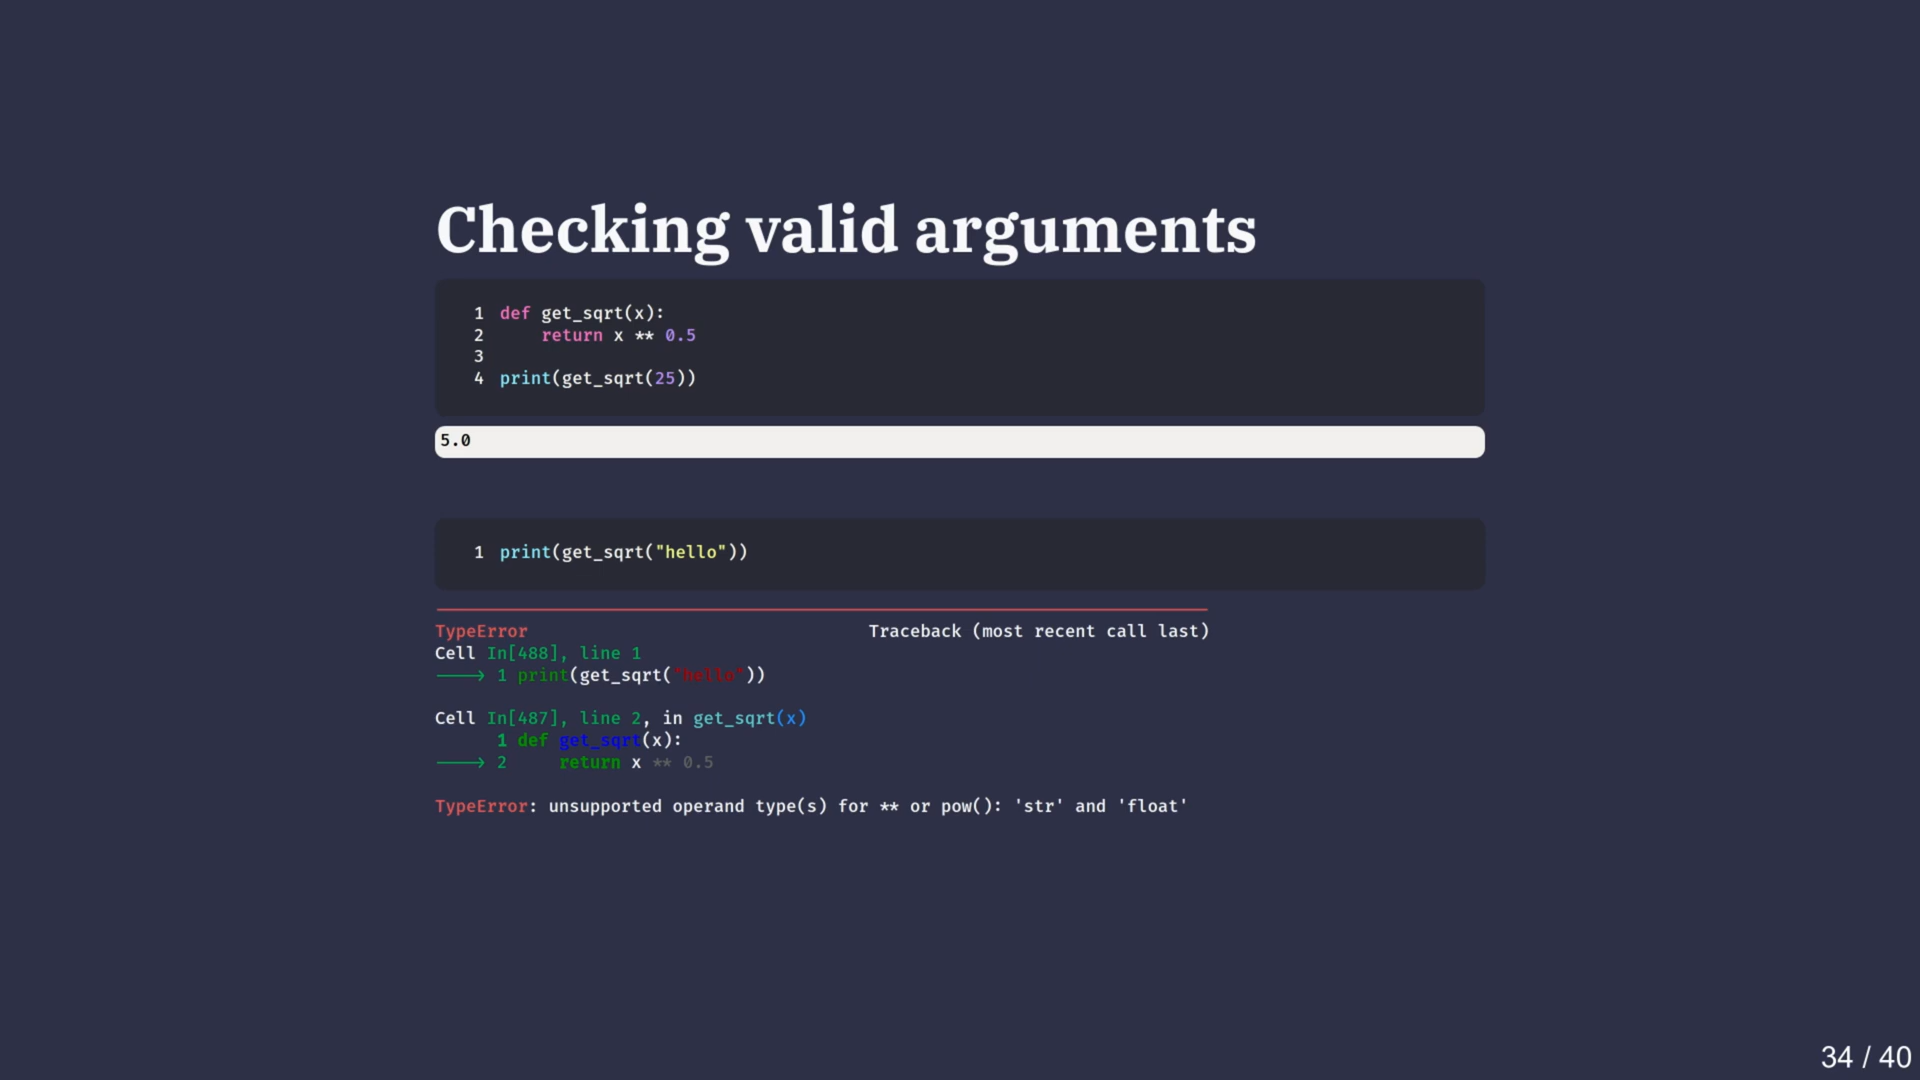 Checking valid arguments
1 def get_sqrt(x):
2     return x ** 0.5
3
4 print(get_sqrt(25))
5.0
1 print(get_sqrt("hello"))
TypeError                                 Traceback (most recent call last)
Cell In[488], line 1
----> 1 print(get_sqrt("hello"))
Cell In[487], line 2, in get_sqrt(x)
      1 def get_sqrt(x):
----> 2     return x ** 0.5
TypeError: unsupported operand type(s) for ** or pow(): 'str' and 'float'
34 / 40